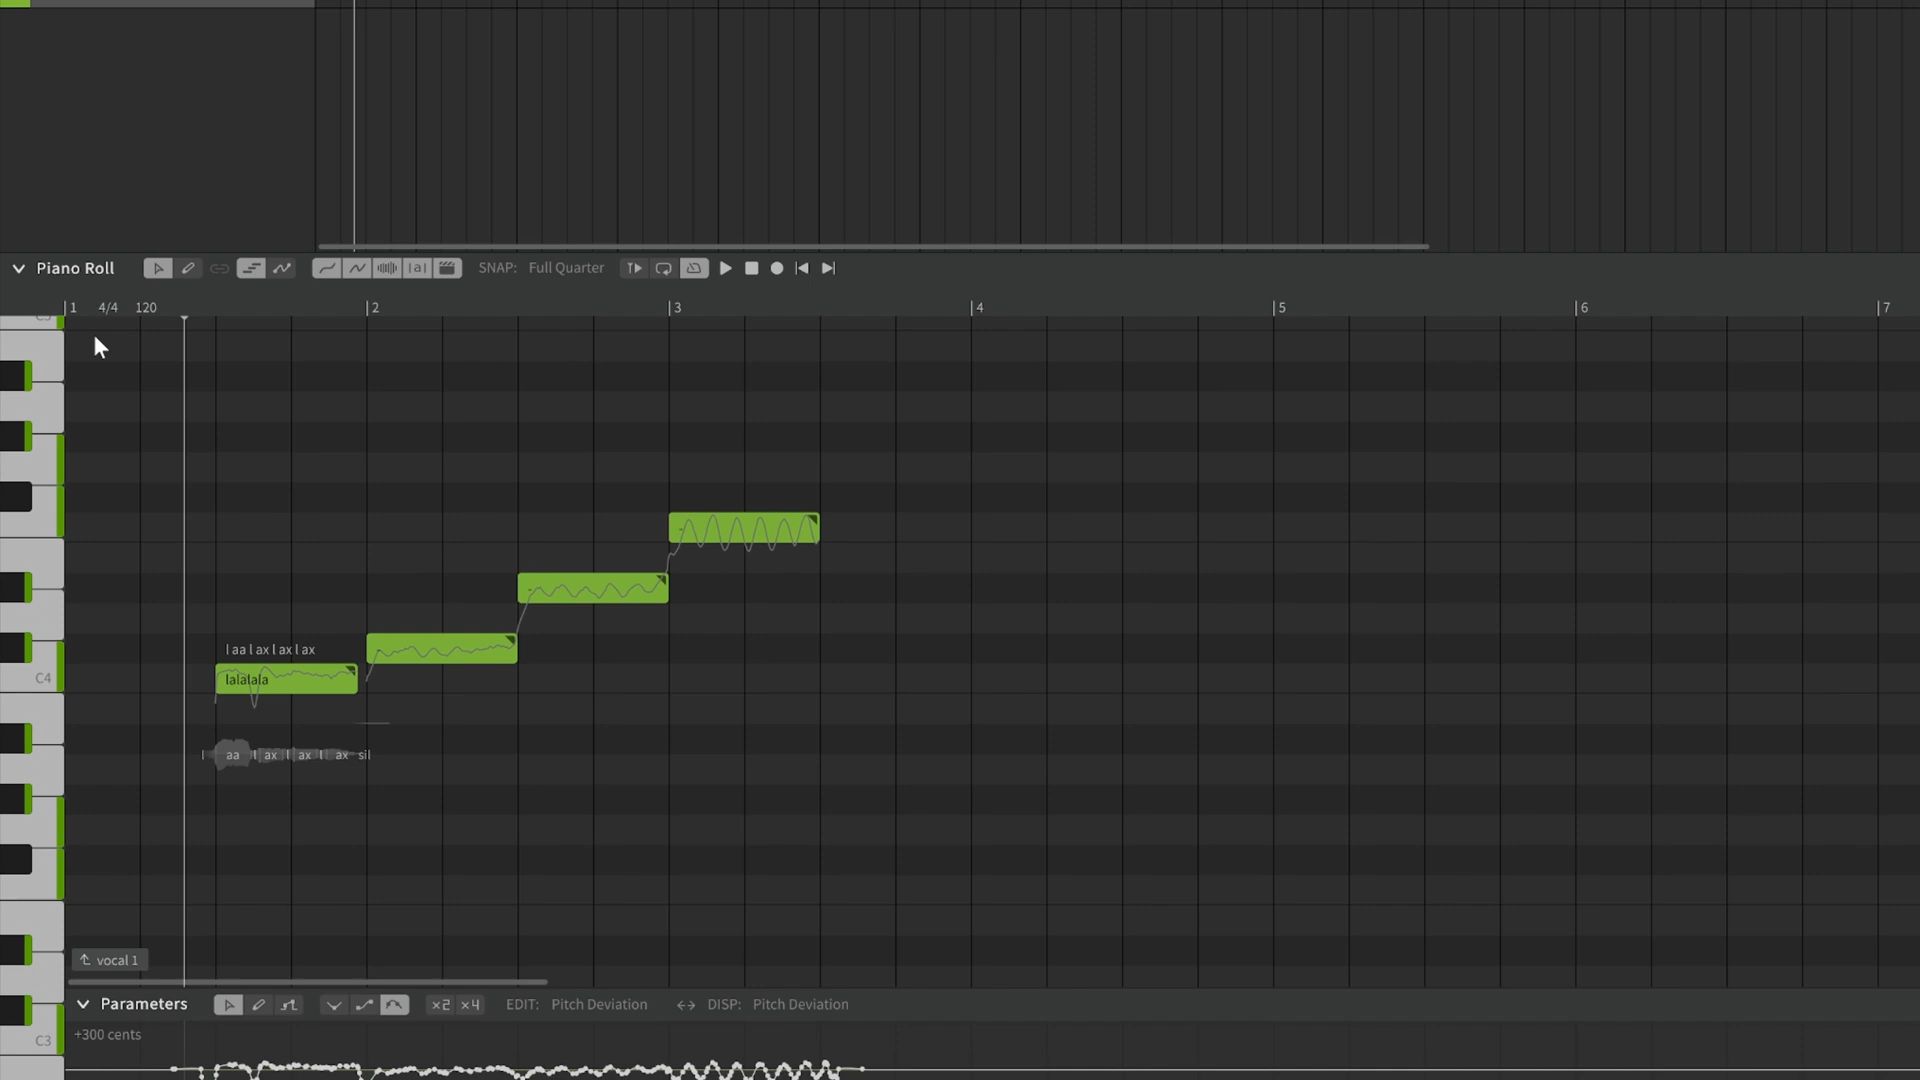 Piano Roll
SNAP: Full Quarter
1 4/4 120 2 3 4 5 6 7
l aa l ax l ax l ax
lalalala
C4
l aa l ax l ax l ax sil
vocal 1
Parameters ×2 ×4 EDIT: Pitch Deviation DISP: Pitch Deviation
+300 cents
C3